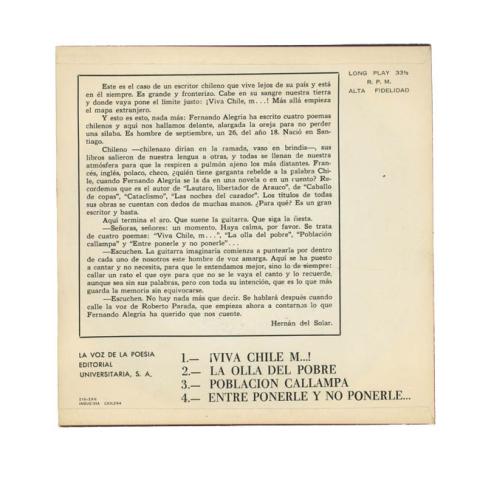 Este es el caso de un escritor chileno que vive lejos de su país y está
en él siempre. Es grande y fronterizo. Cabe en su sangre nuestra tierra
y donde vaya pone el límite justo: ¡Viva Chile, m...! Más allá empieza
el mapa extranjero.
Y esto es esto, nada más: Fernando Alegría ha escrito cuatro poemas
chilenos y aquí nos hallamos delante, alargada la oreja para no perder
una sílaba. Es hombre de septiembre, un 26, del año 18. Nació en San-
tiago.
Chileno —chilenazo dirían en la ramada, vaso en brindis—, sus
libros salieron de nuestra lengua a otras, y todas se llenan de nuestra
atmósfera para que la respiren a pulmón ajeno los más distantes. Fran-
cés, inglés, polaco, checo, ¿quién tiene garganta rebelde a la palabra Chi-
le, cuando Fernando Alegría se la da en una novela o en un cuento? Re-
cordemos que es el autor de "Lautaro, libertador de Arauco", de "Caballo
de copas", "Cataclismo", "Las noches del cazador". Los títulos de todas
sus obras se cuentan con dedos de muchas manos. ¿Para qué? Es un gran
escritor y basta.
Aquí termina el aro. Que suene la guitarra. Que siga la fiesta.
—Señoras, señores: un momento. Haya calma, por favor. Se trata
de cuatro poemas: "Viva Chile, m...", "La olla del pobre", "Población
callampa" y "Entre ponerle y no ponerle"...
—Escuchen. La guitarra imaginaria comienza a puntearla por dentro
de cada uno de nosotros este hombre de voz amarga. Aquí se ha puesto
a cantar y no necesita, para que le entendamos mejor, sino lo de siempre:
callar un rato el que oye para que no se le vaya el canto y lo recuerde,
aunque sea sin sus palabras, pero con toda su intención, que es lo que más
guarda la memoria sin equivocarse.
—Escuchen. No hay nada más que decir. Se hablará después cuando
calle la voz de Roberto Parada, que empieza ahora a contarnos lo que
Fernando Alegría ha querido que nos cuente.
Hernán del Solar.
LONG PLAY 33⅓
R. P. M.
ALTA FIDELIDAD
LA VOZ DE LA POESIA
EDITORIAL
UNIVERSITARIA, S. A.
INDUSTRIA CHILENA
1.— ¡VIVA CHILE M...!
2.— LA OLLA DEL POBRE
3.— POBLACION CALLAMPA
4.— ENTRE PONERLE Y NO PONERLE...